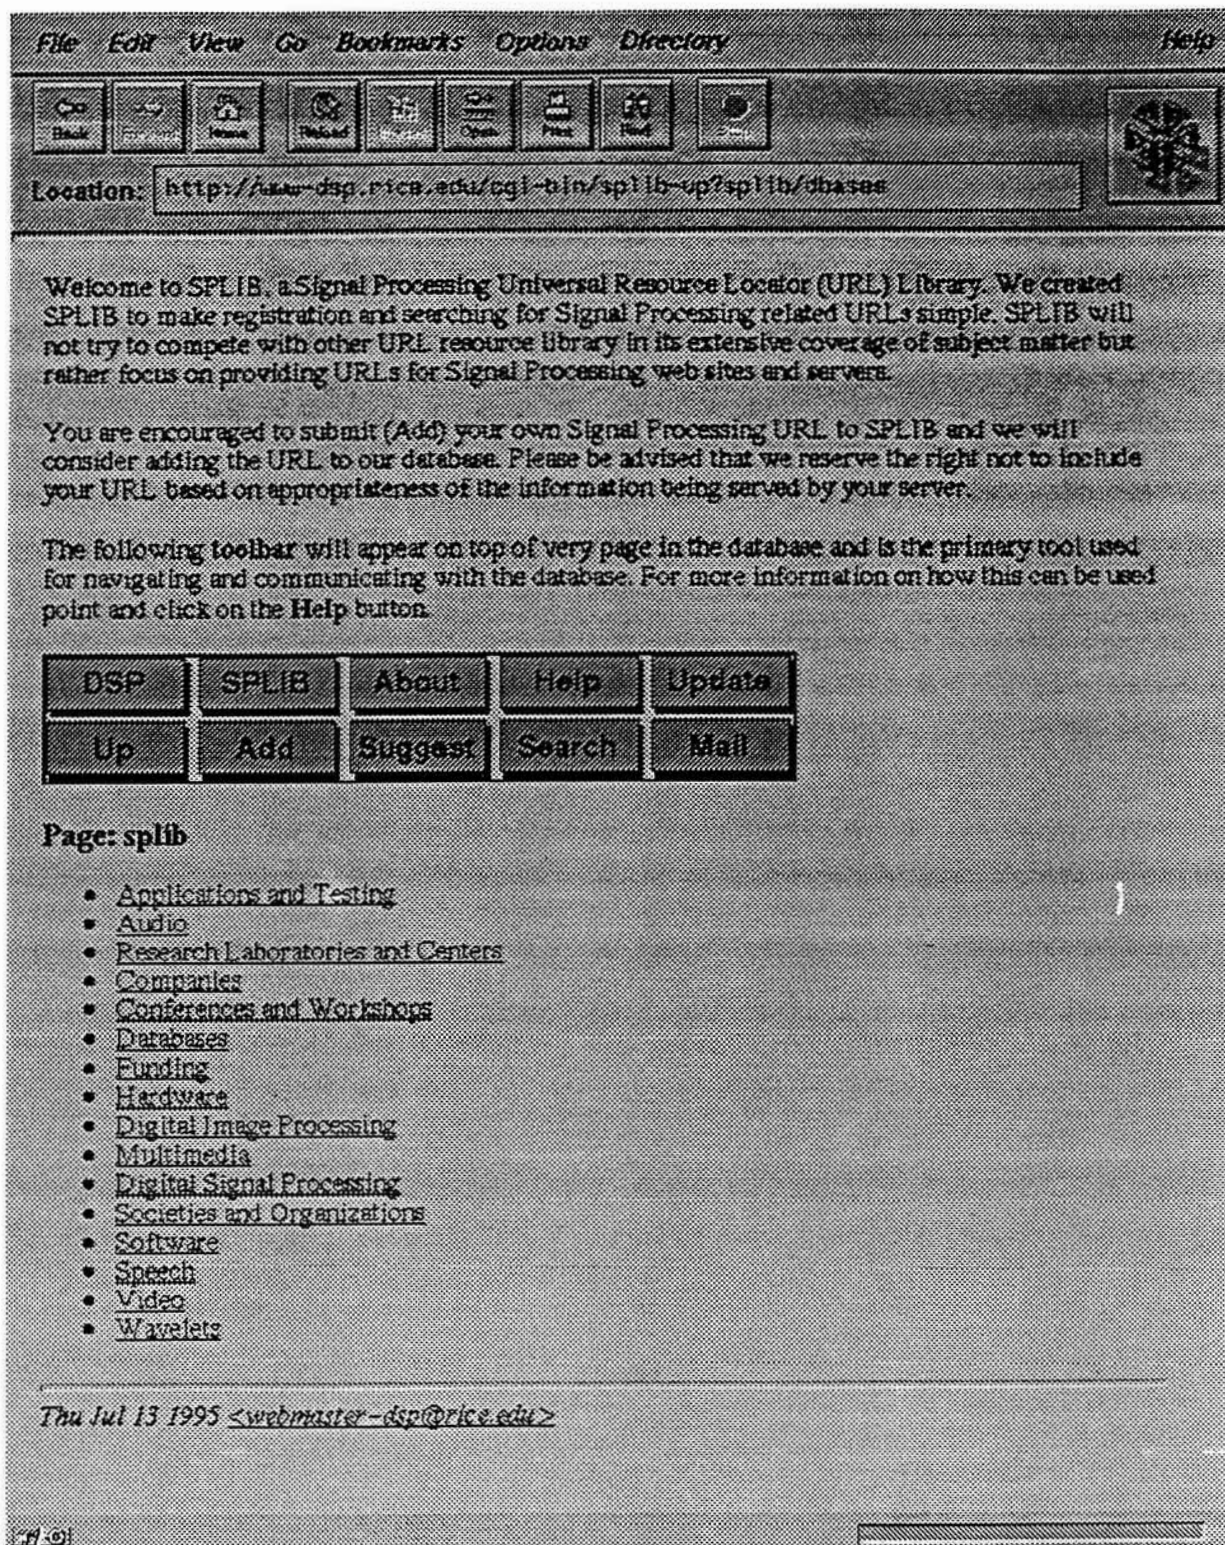 File Edit View Go Bookmarks Options Directory Help
Back Forward Home Reload Open Print Find
Location: http://www-dsp.rice.edu/cgi-bin/splib-up?splib/dbases
Welcome to SPLIB, a Signal Processing Universal Resource Locator (URL) Library. We created
SPLIB to make registration and searching for Signal Processing related URLs simple. SPLIB will
not try to compete with other URL resource library in its extensive coverage of subject matter but
rather focus on providing URLs for Signal Processing web sites and servers.
You are encouraged to submit (Add) your own Signal Processing URL to SPLIB and we will
consider adding the URL to our database. Please be advised that we reserve the right not to include
your URL based on appropriateness of the information being served by your server.
The following toolbar will appear on top of very page in the database and is the primary tool used
for navigating and communicating with the database. For more information on how this can be used
point and click on the Help button.
DSP SPLIB About Help Update
Up Add Suggest Search Mail
Page: splib
Applications and Testing
Audio
Research Laboratories and Centers
Companies
Conferences and Workshops
Databases
Funding
Hardware
Digital Image Processing
Multimedia
Digital Signal Processing
Societies and Organizations
Software
Speech
Video
Wavelets
Thu Jul 13 1995 <webmaster-dsp@rice.edu>